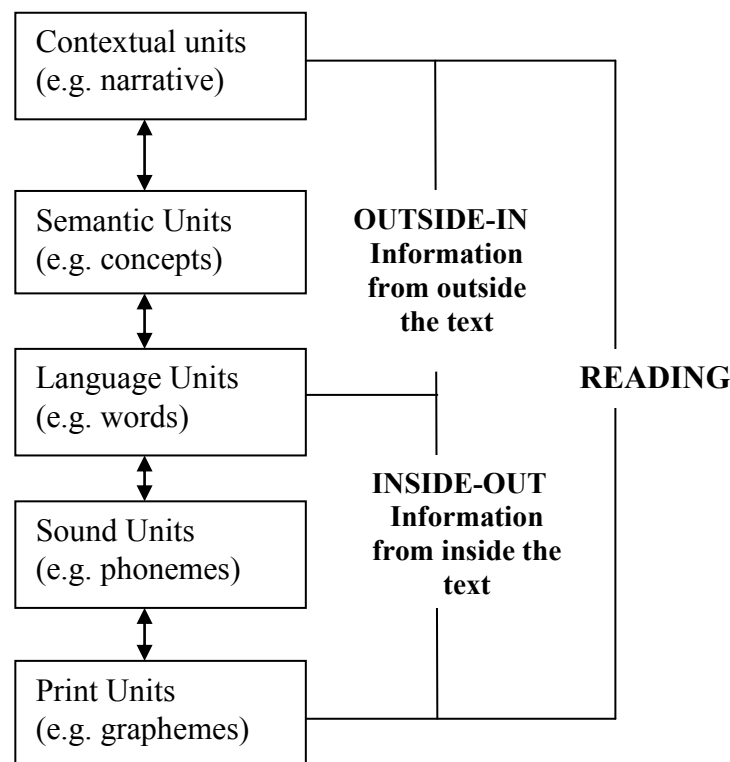 Contextual units
(e.g. narrative)
Semantic Units
(e.g. concepts)
Language Units
(e.g. words)
Sound Units
(e.g. phonemes)
Print Units
(e.g. graphemes)
OUTSIDE-IN
Information
from outside
the text
INSIDE-OUT
Information
from inside the
text
READING